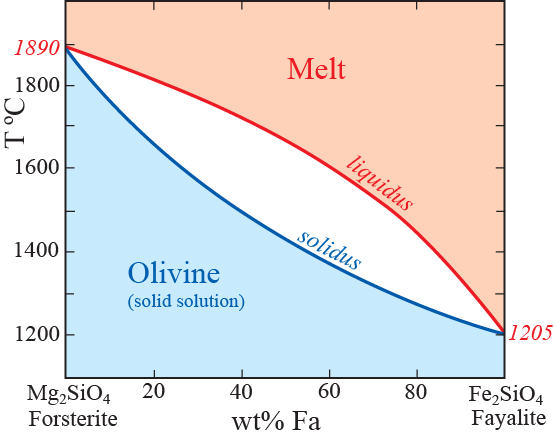 1890
Melt
1800
T ºC
liquidus
1600
solidus
1400
Olivine
(solid solution)
1200
1205
Mg₂SiO₄ 20 40 60 80 Fe₂SiO₄
Forsterite wt% Fa Fayalite